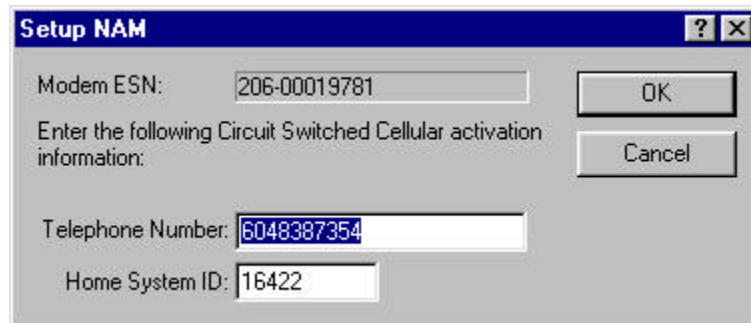 Setup NAM
Modem ESN: 206-00019781
OK
Enter the following Circuit Switched Cellular activation
information:
Cancel
Telephone Number: 6048387354
Home System ID: 16422